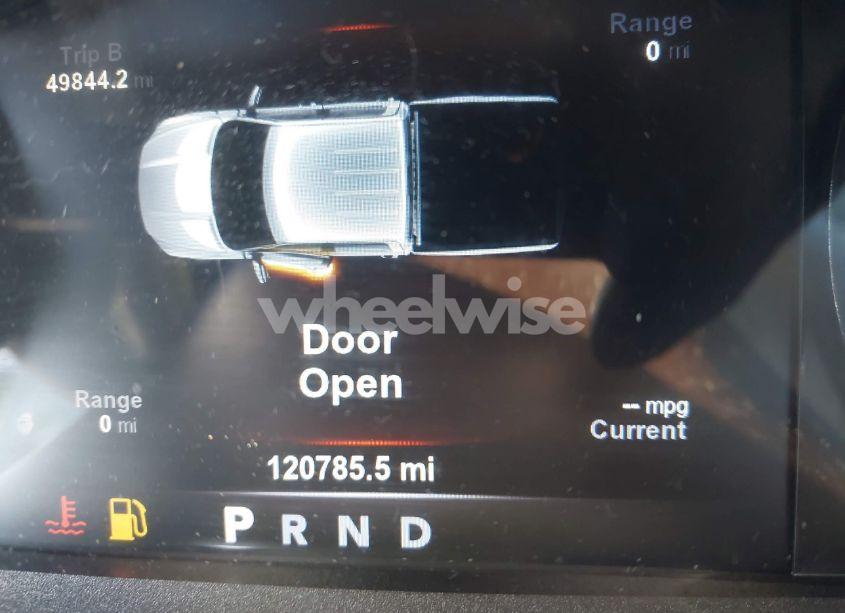 Trip B
49844.2 mi
Range
0 mi
wheelwise
Door
Open
Range
0 mi
-- mpg
Current
120785.5 mi
P R N D